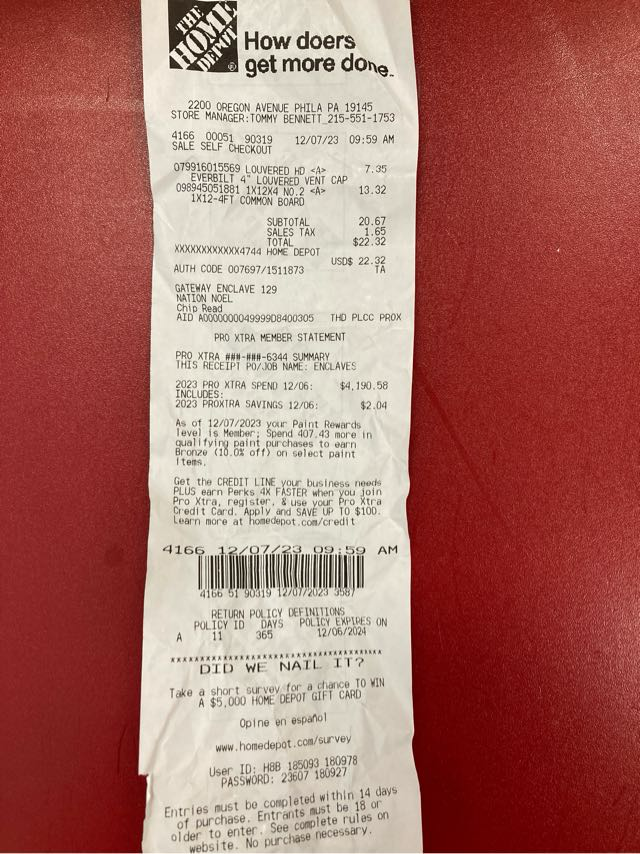 THE
HOME
DEPOT
®
How doers
get more done.
2200 OREGON AVENUE PHILA PA 19145
STORE MANAGER:TOMMY BENNETT 215-551-1753
4166 00051 90319 12/07/23 09:59 AM
SALE SELF CHECKOUT
079916015569 LOUVERED HD <A> 7.35
EVERBILT 4" LOUVERED VENT CAP
098945051881 1X12X4 NO.2 <A> 13.32
1X12-4FT COMMON BOARD
SUBTOTAL 20.67
SALES TAX 1.65
TOTAL $22.32
XXXXXXXXXXXX4744 HOME DEPOT
USD$ 22.32
AUTH CODE 007697/1511873 TA
GATEWAY ENCLAVE 129
NATION NOEL
Chip Read
AID A0000000049999D8400305 THD PLCC PROX
PRO XTRA MEMBER STATEMENT
PRO XTRA ###-###-6344 SUMMARY
THIS RECEIPT PO/JOB NAME: ENCLAVES
2023 PRO XTRA SPEND 12/06: $4,190.58
INCLUDES:
2023 PROXTRA SAVINGS 12/06: $2.04
As of 12/07/2023 your Paint Rewards
level is Member; Spend 407.43 more in
qualifying paint purchases to earn
Bronze (10.0% off) on select paint
items.
Get the CREDIT LINE your business needs
PLUS earn Perks 4X FASTER when you join
Pro Xtra, register, & use your Pro Xtra
Credit Card. Apply and SAVE UP TO $100.
Learn more at homedepot.com/credit
4166 12/07/23 09:59 AM
4166 51 90319 12/07/2023 3587
RETURN POLICY DEFINITIONS
POLICY ID DAYS POLICY EXPIRES ON
A 11 365 12/06/2024
DID WE NAIL IT?
Take a short survey for a chance TO WIN
A $5,000 HOME DEPOT GIFT CARD
Opine en español
www.homedepot.com/survey
User ID: H8B 185093 180978
PASSWORD: 23607 180927
Entries must be completed within 14 days
of purchase. Entrants must be 18 or
older to enter. See complete rules on
website. No purchase necessary.